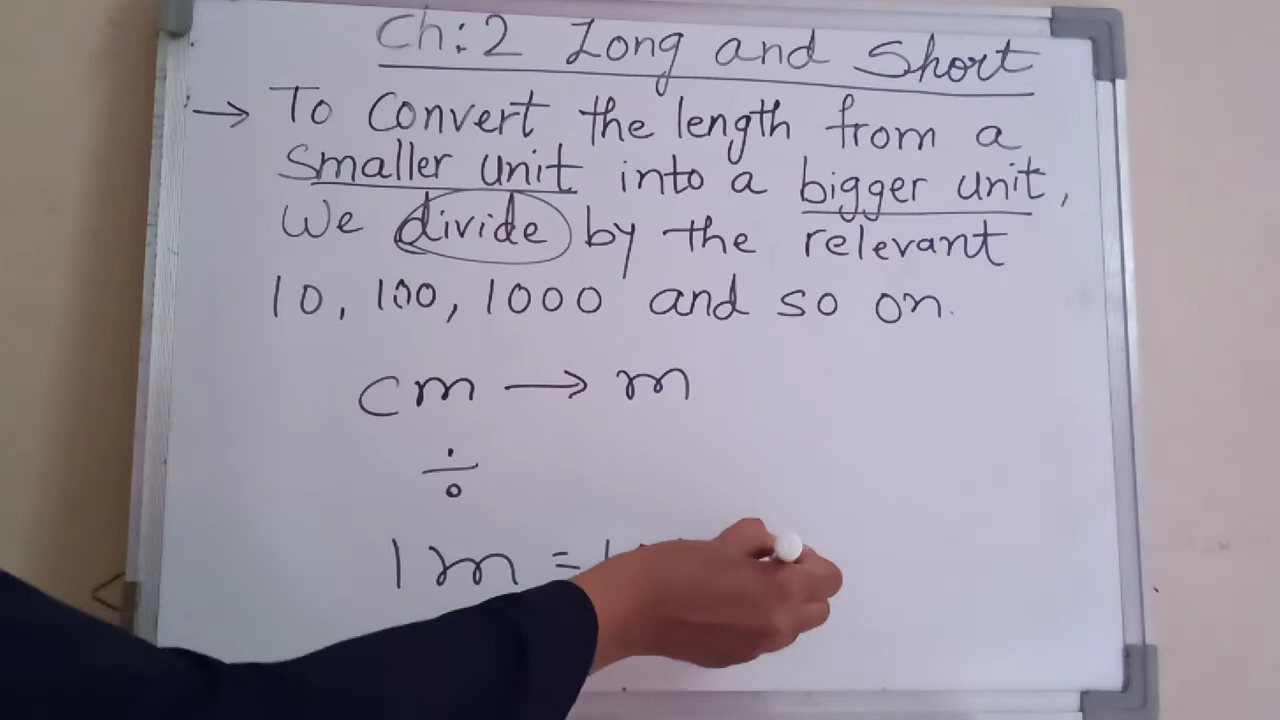 Ch:2 Long and Short
→ To convert the length from a
smaller unit into a bigger unit,
We divide by the relevant
10, 100, 1000 and so on.
cm → m
÷
1 m =